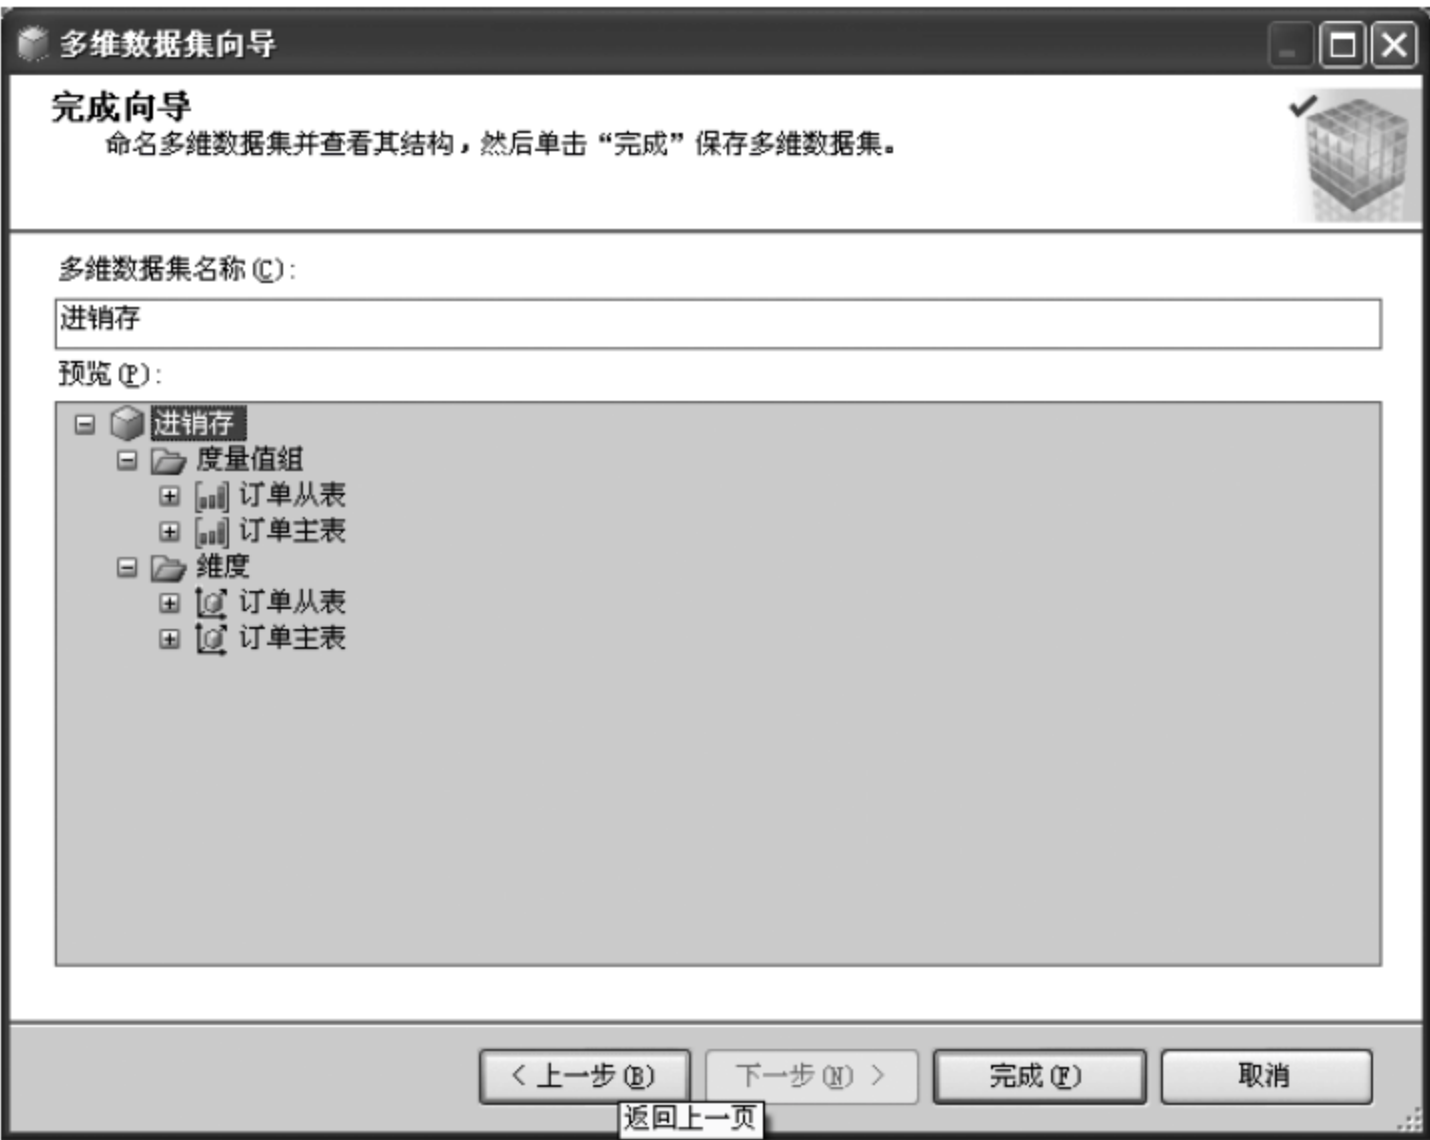 多维数据集向导
完成向导
命名多维数据集并查看其结构，然后单击“完成”保存多维数据集。
多维数据集名称(C):
进销存
预览(P):
进销存
度量值组
订单从表
订单主表
维度
订单从表
订单主表
< 上一步(B) 下一步(N) > 完成(F) 取消
返回上一页